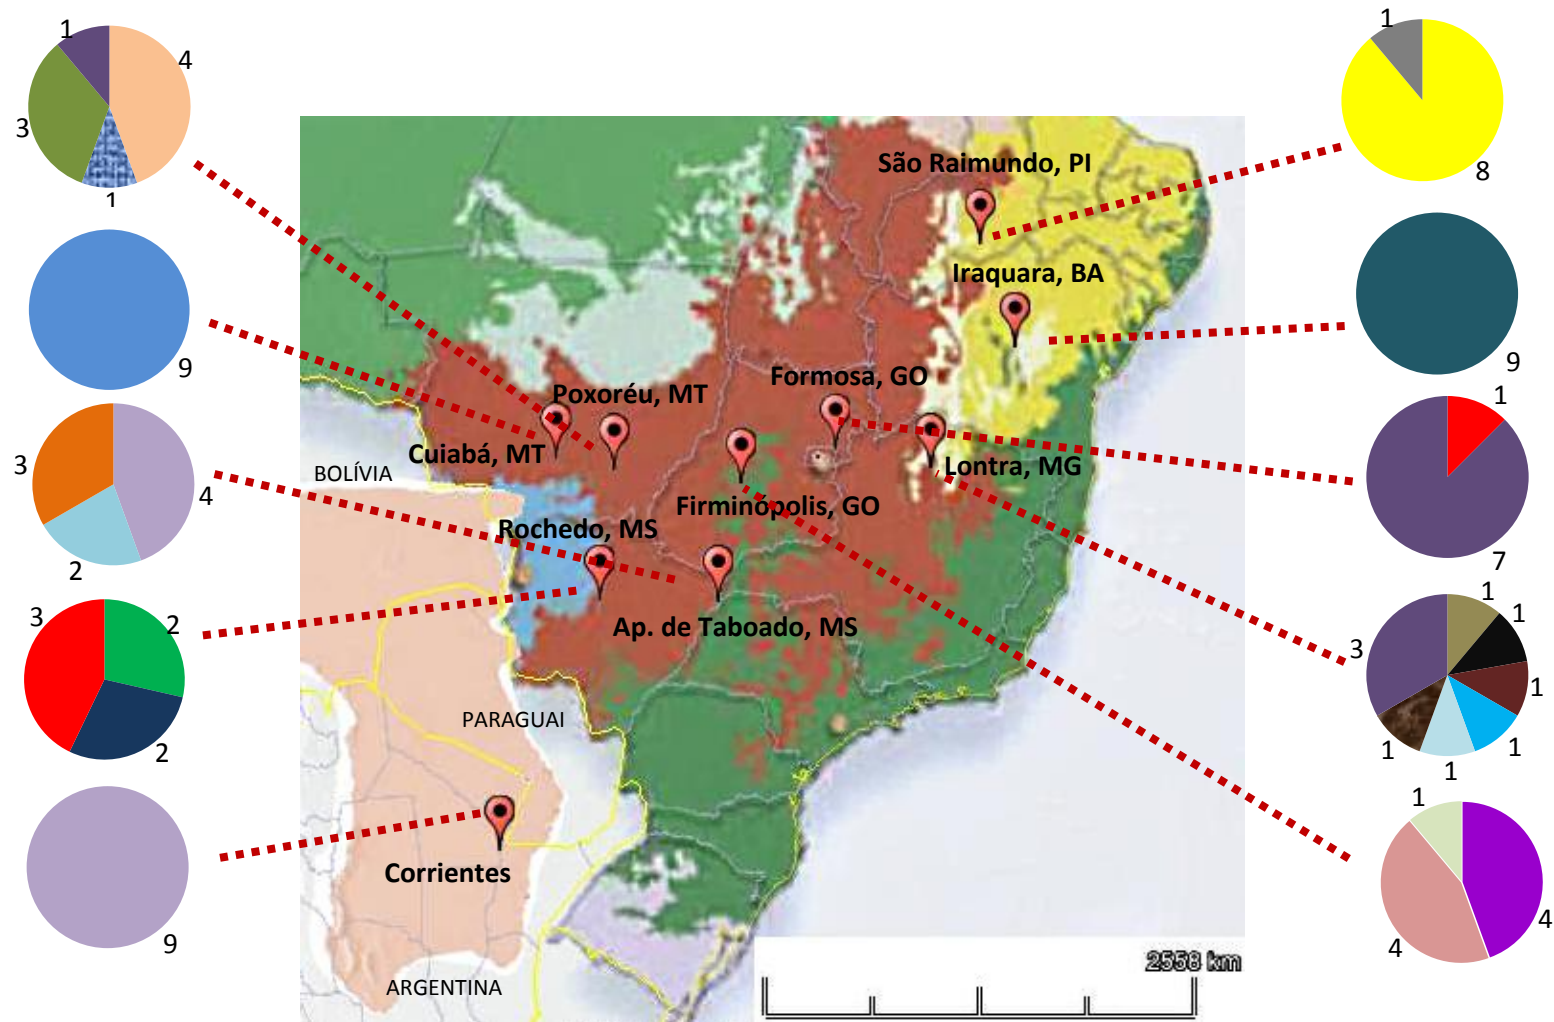 1
4
3
1
9
3
4
2
3
2
2
9
1
8
9
1
7
1
1
3
1
1
1
1
1
4
4
São Raimundo, PI
Iraquara, BA
Formosa, GO
Poxoréu, MT
Cuiabá, MT
Lontra, MG
BOLÍVIA
Firminópolis, GO
Rochedo, MS
Ap. de Taboado, MS
PARAGUAI
Corrientes
ARGENTINA
2558 km